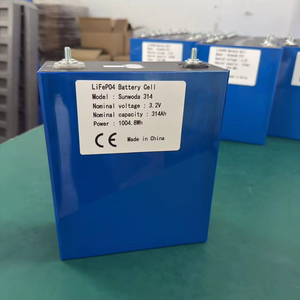 LiFePO4 Battery Cell
Model : Sunwoda 314
Nominal voltage : 3.2V
Nominal capacity : 314Ah
Power : 1004.8Wh
CE Made in China